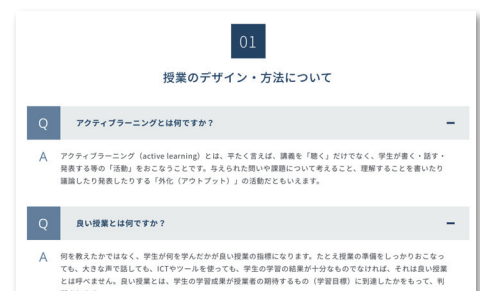 01
授業のデザイン・方法について
Q アクティブラーニングとは何ですか？
A アクティブラーニング（active learning）とは、平たく言えば、講義を「聴く」だけでなく、学生が書く・話す・
発表する等の「活動」をおこなうことです。与えられた問いや課題について考えること、理解することを書いたり
議論したり発表したりする「外化（アウトプット）」の活動だともいえます。
Q 良い授業とは何ですか？
A 何を教えたかではなく、学生が何を学んだかが良い授業の指標になります。たとえ授業の準備をしっかりおこなっ
ても、大きな声で話しても、ICTやツールを使っても、学生の学習の結果が十分なものでなければ、それは良い授業
とは呼べません。良い授業とは、学生の学習成果が授業者の期待するもの（学習目標）に到達したかをもって、判